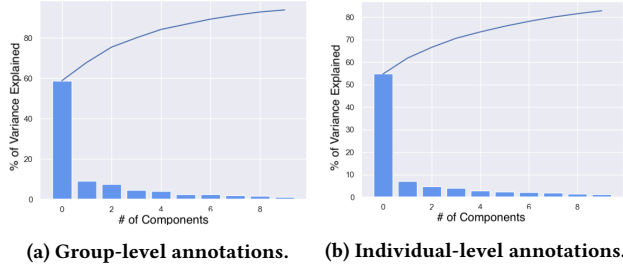 % of Variance Explained
80
60
40
20
0
0 2 4 6 8
# of Components
(a) Group-level annotations.
% of Variance Explained
80
70
60
50
40
30
20
10
0
0 2 4 6 8
# of Components
(b) Individual-level annotations.